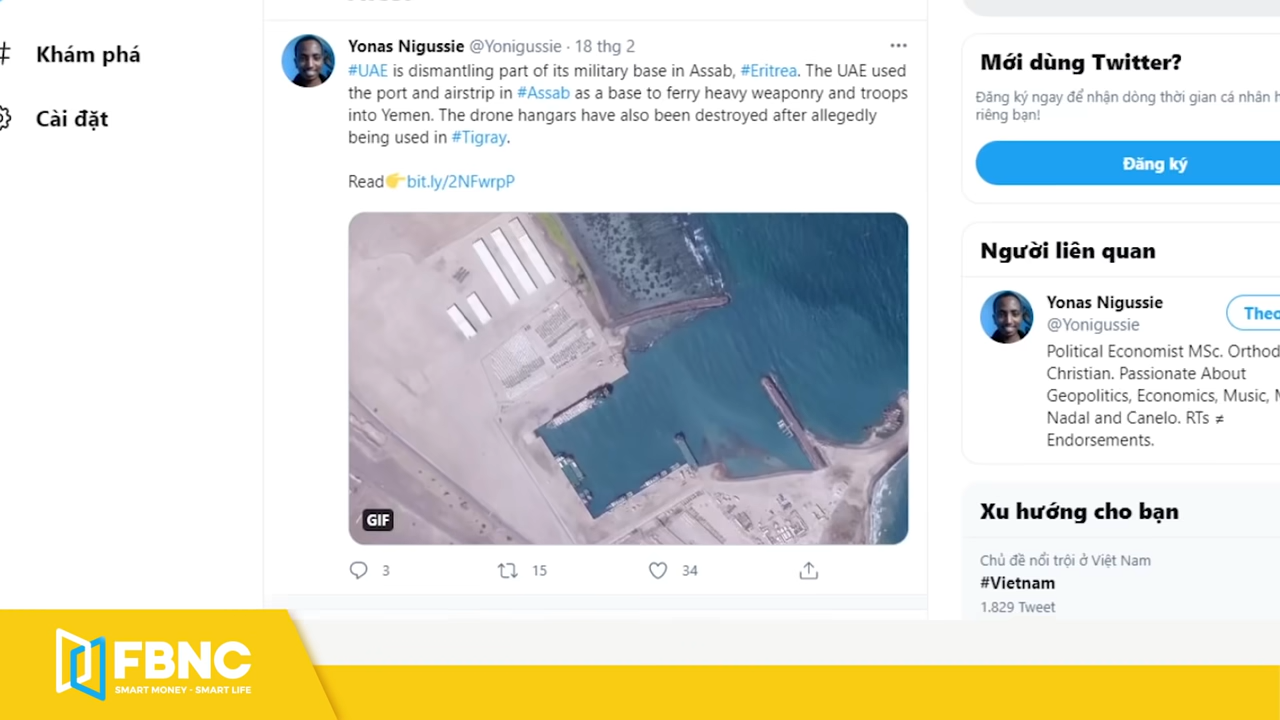 Khám phá
Cài đặt
Yonas Nigussie @Yonigussie · 18 thg 2
#UAE is dismantling part of its military base in Assab, #Eritrea. The UAE used
the port and airstrip in #Assab as a base to ferry heavy weaponry and troops
into Yemen. The drone hangars have also been destroyed after allegedly
being used in #Tigray.
Read👉bit.ly/2NFwrpP
GIF
3 15 34
Mới dùng Twitter?
Đăng ký ngay để nhận dòng thời gian cá nhân
riêng bạn!
Đăng ký
Người liên quan
Yonas Nigussie
@Yonigussie
Political Economist MSc.
Christian. Passionate About
Geopolitics, Economics, Music,
Nadal and Canelo. RTs ≠
Endorsements.
Xu hướng cho bạn
Chủ đề nổi trội ở Việt Nam
#Vietnam
1.829 Tweet
FBNC
SMART MONEY - SMART LIFE